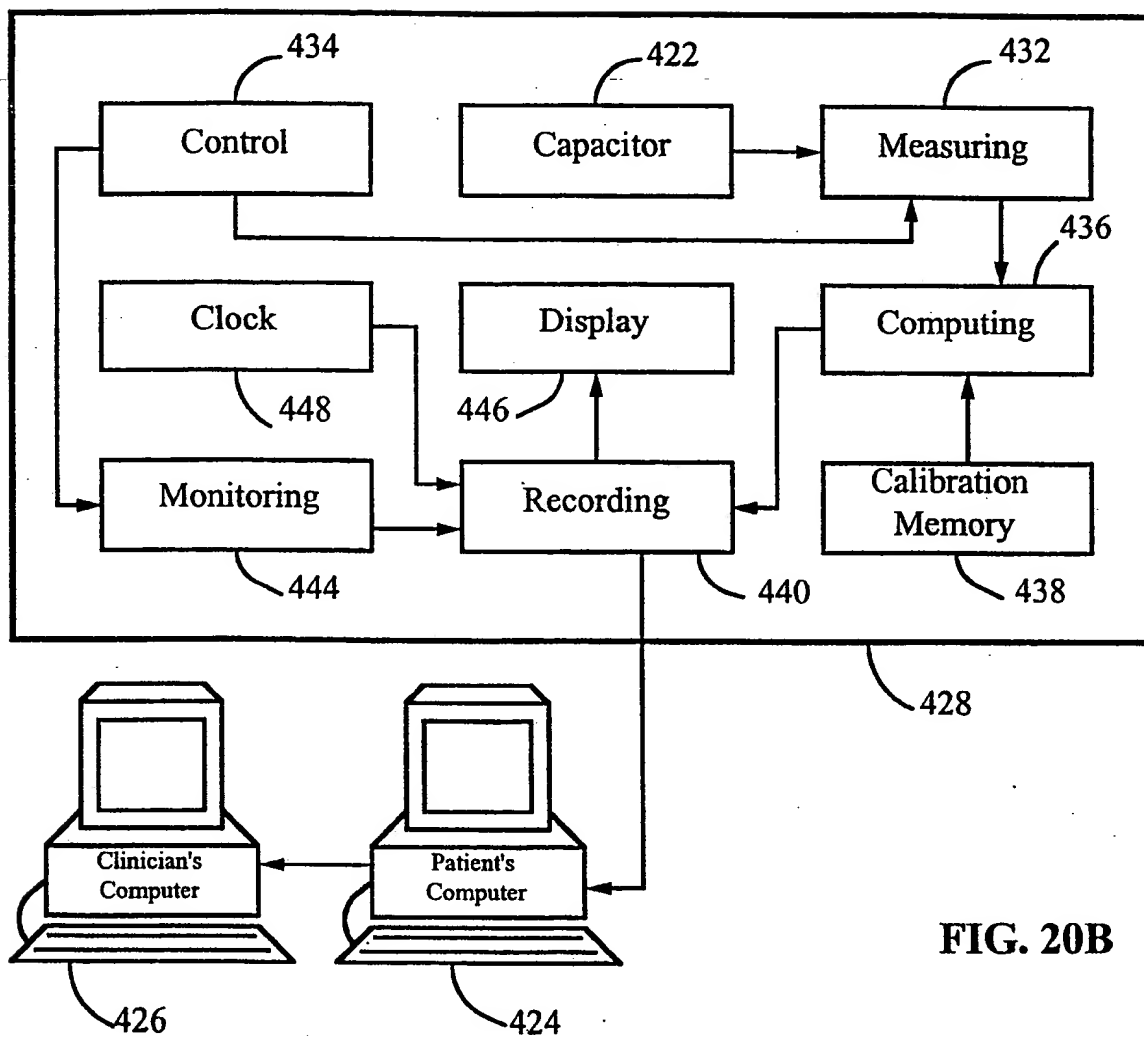 434
422
432
Control
Capacitor
Measuring
436
Clock
Display
Computing
448
446
Monitoring
Recording
Calibration
Memory
444
440
438
428
Clinician's
Computer
Patient's
Computer
FIG. 20B
426
424